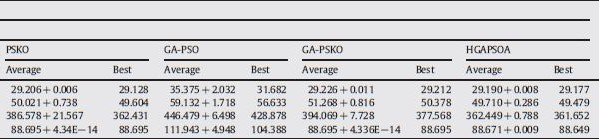 PSKO GA-PSO GA-PSKO HGAPSOA
Average Best Average Best Average Best Average Best
29.206+0.006 29.128 35.375+2.032 31.682 29.226+0.011 29.212 29.190+0.008 29.177
50.021+0.738 49.604 59.132+1.718 56.633 51.268+0.816 50.378 49.710+0.286 49.479
386.578+21.567 362.431 446.479+6.498 428.878 394.069+7.728 377.568 362.449+0.788 361.652
88.695+4.34E−14 88.695 111.943+4.948 104.388 88.695+4.336E−14 88.695 88.671+0.009 88.649